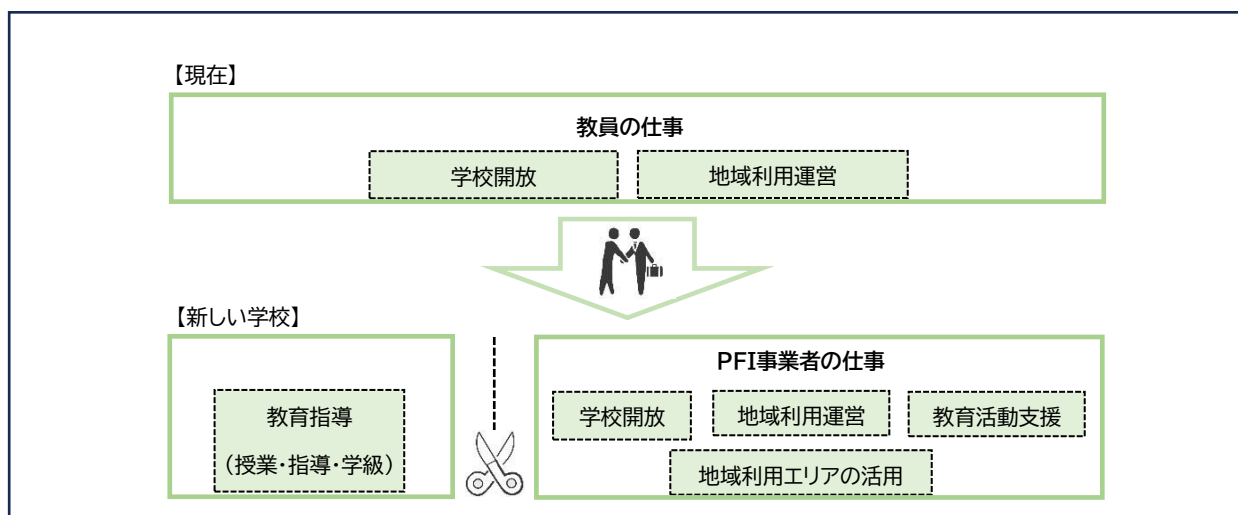 【現在】
教員の仕事
学校開放
地域利用運営
【新しい学校】
PFI事業者の仕事
教育指導
（授業・指導・学級）
学校開放
地域利用運営
教育活動支援
地域利用エリアの活用